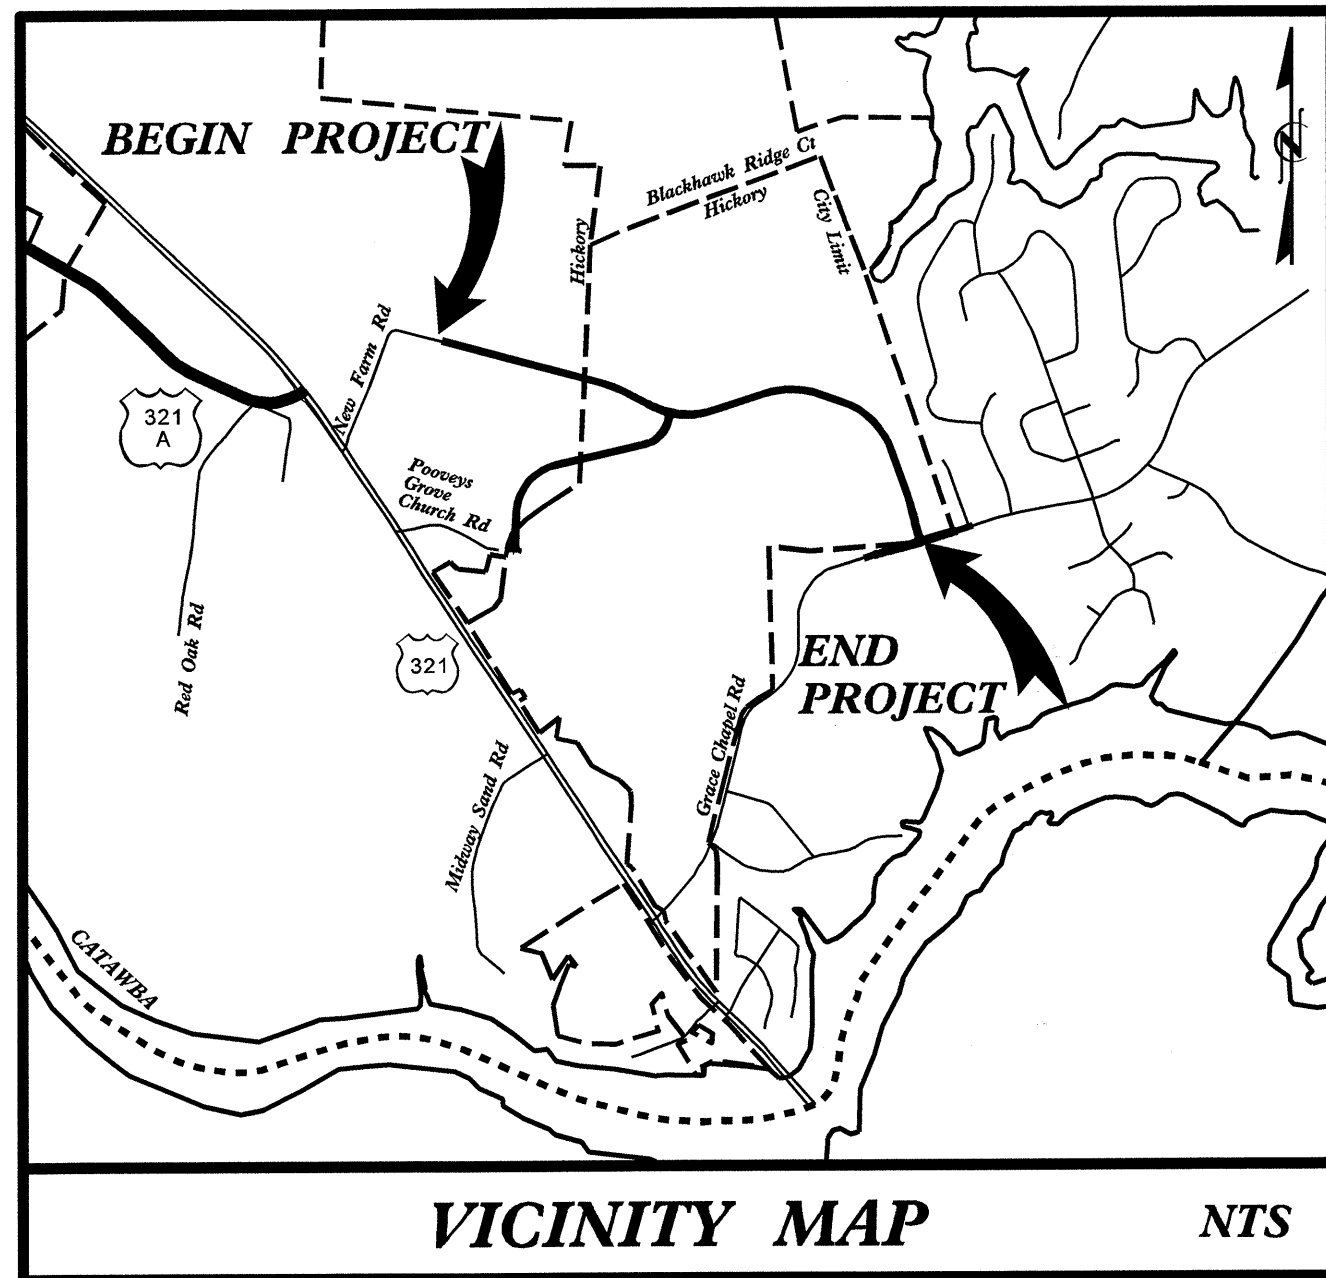 BEGIN PROJECT
N
Blackhawk Ridge Ct
Hickory
City Limit
Hickory
New Farm Rd
321
A
Pooveys
Grove
Church Rd
Red Oak Rd
321
END
PROJECT
Grace Chapel Rd
Midway Sand Rd
CATAWBA
VICINITY MAP
NTS